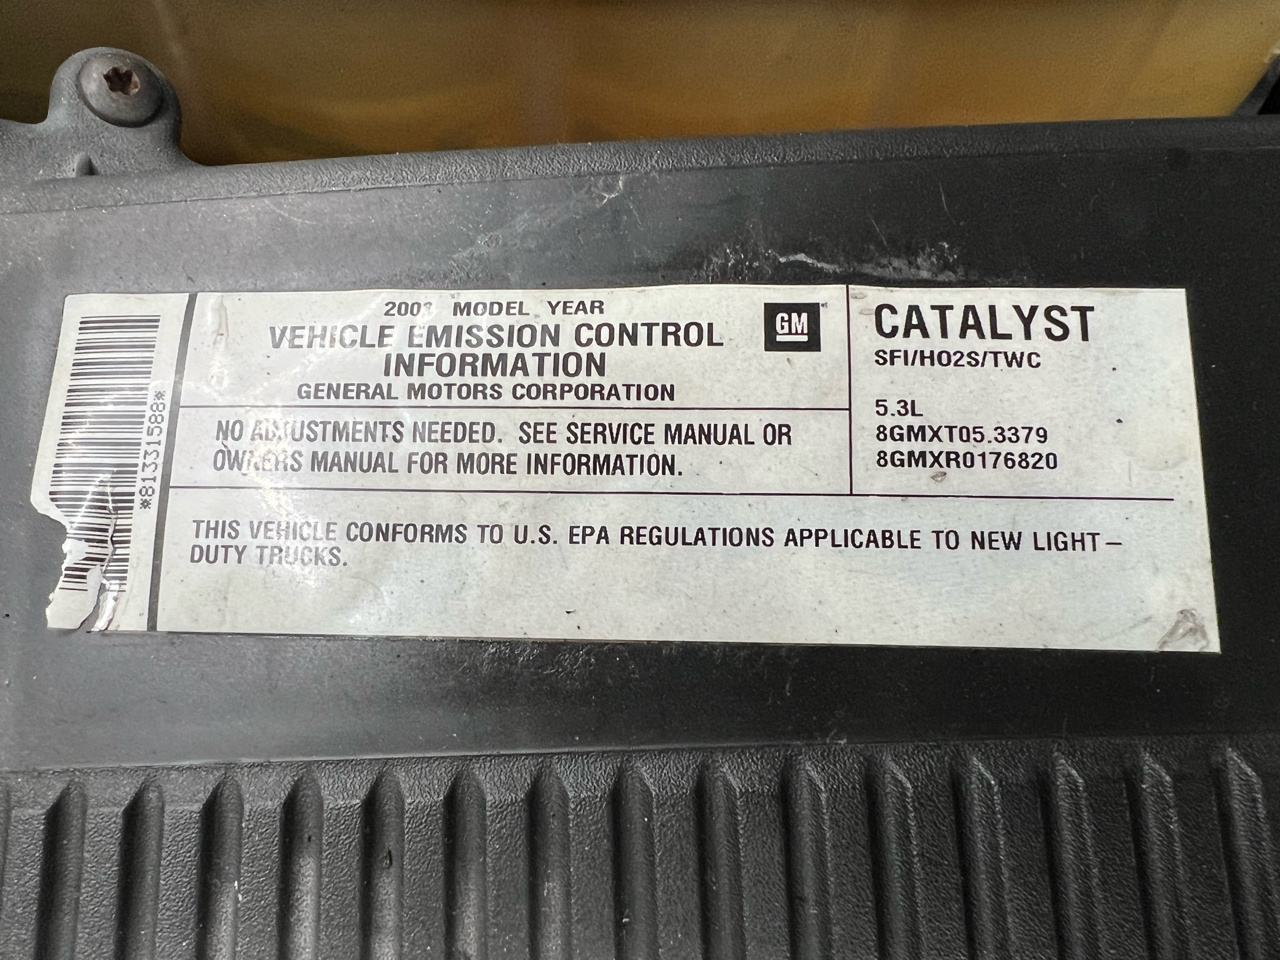 2008 MODEL YEAR
VEHICLE EMISSION CONTROL
INFORMATION
GENERAL MOTORS CORPORATION
GM
NO ADJUSTMENTS NEEDED. SEE SERVICE MANUAL OR
OWNERS MANUAL FOR MORE INFORMATION.
CATALYST
SFI/HO2S/TWC
5.3L
8GMXT05.3379
8GMXR0176820
THIS VEHICLE CONFORMS TO U.S. EPA REGULATIONS APPLICABLE TO NEW LIGHT-
DUTY TRUCKS.
*81331588*